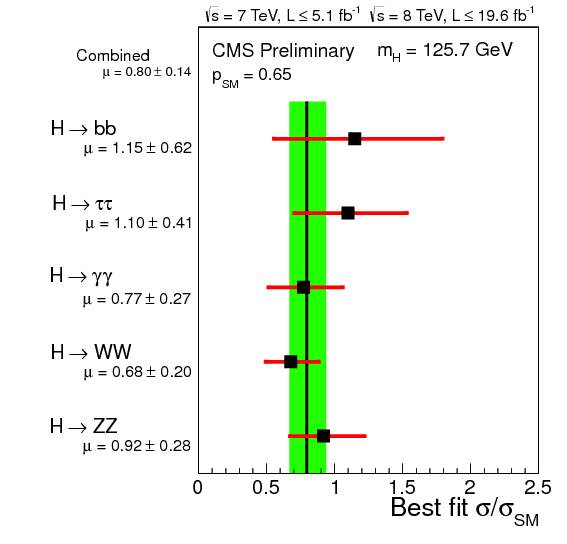 √s = 7 TeV, L ≤ 5.1 fb⁻¹ √s = 8 TeV, L ≤ 19.6 fb⁻¹
CMS Preliminary m_H = 125.7 GeV
p_SM = 0.65
Combined
μ = 0.80 ± 0.14
H → bb
μ = 1.15 ± 0.62
H → ττ
μ = 1.10 ± 0.41
H → γγ
μ = 0.77 ± 0.27
H → WW
μ = 0.68 ± 0.20
H → ZZ
μ = 0.92 ± 0.28
0 0.5 1 1.5 2 2.5
Best fit σ/σ_SM